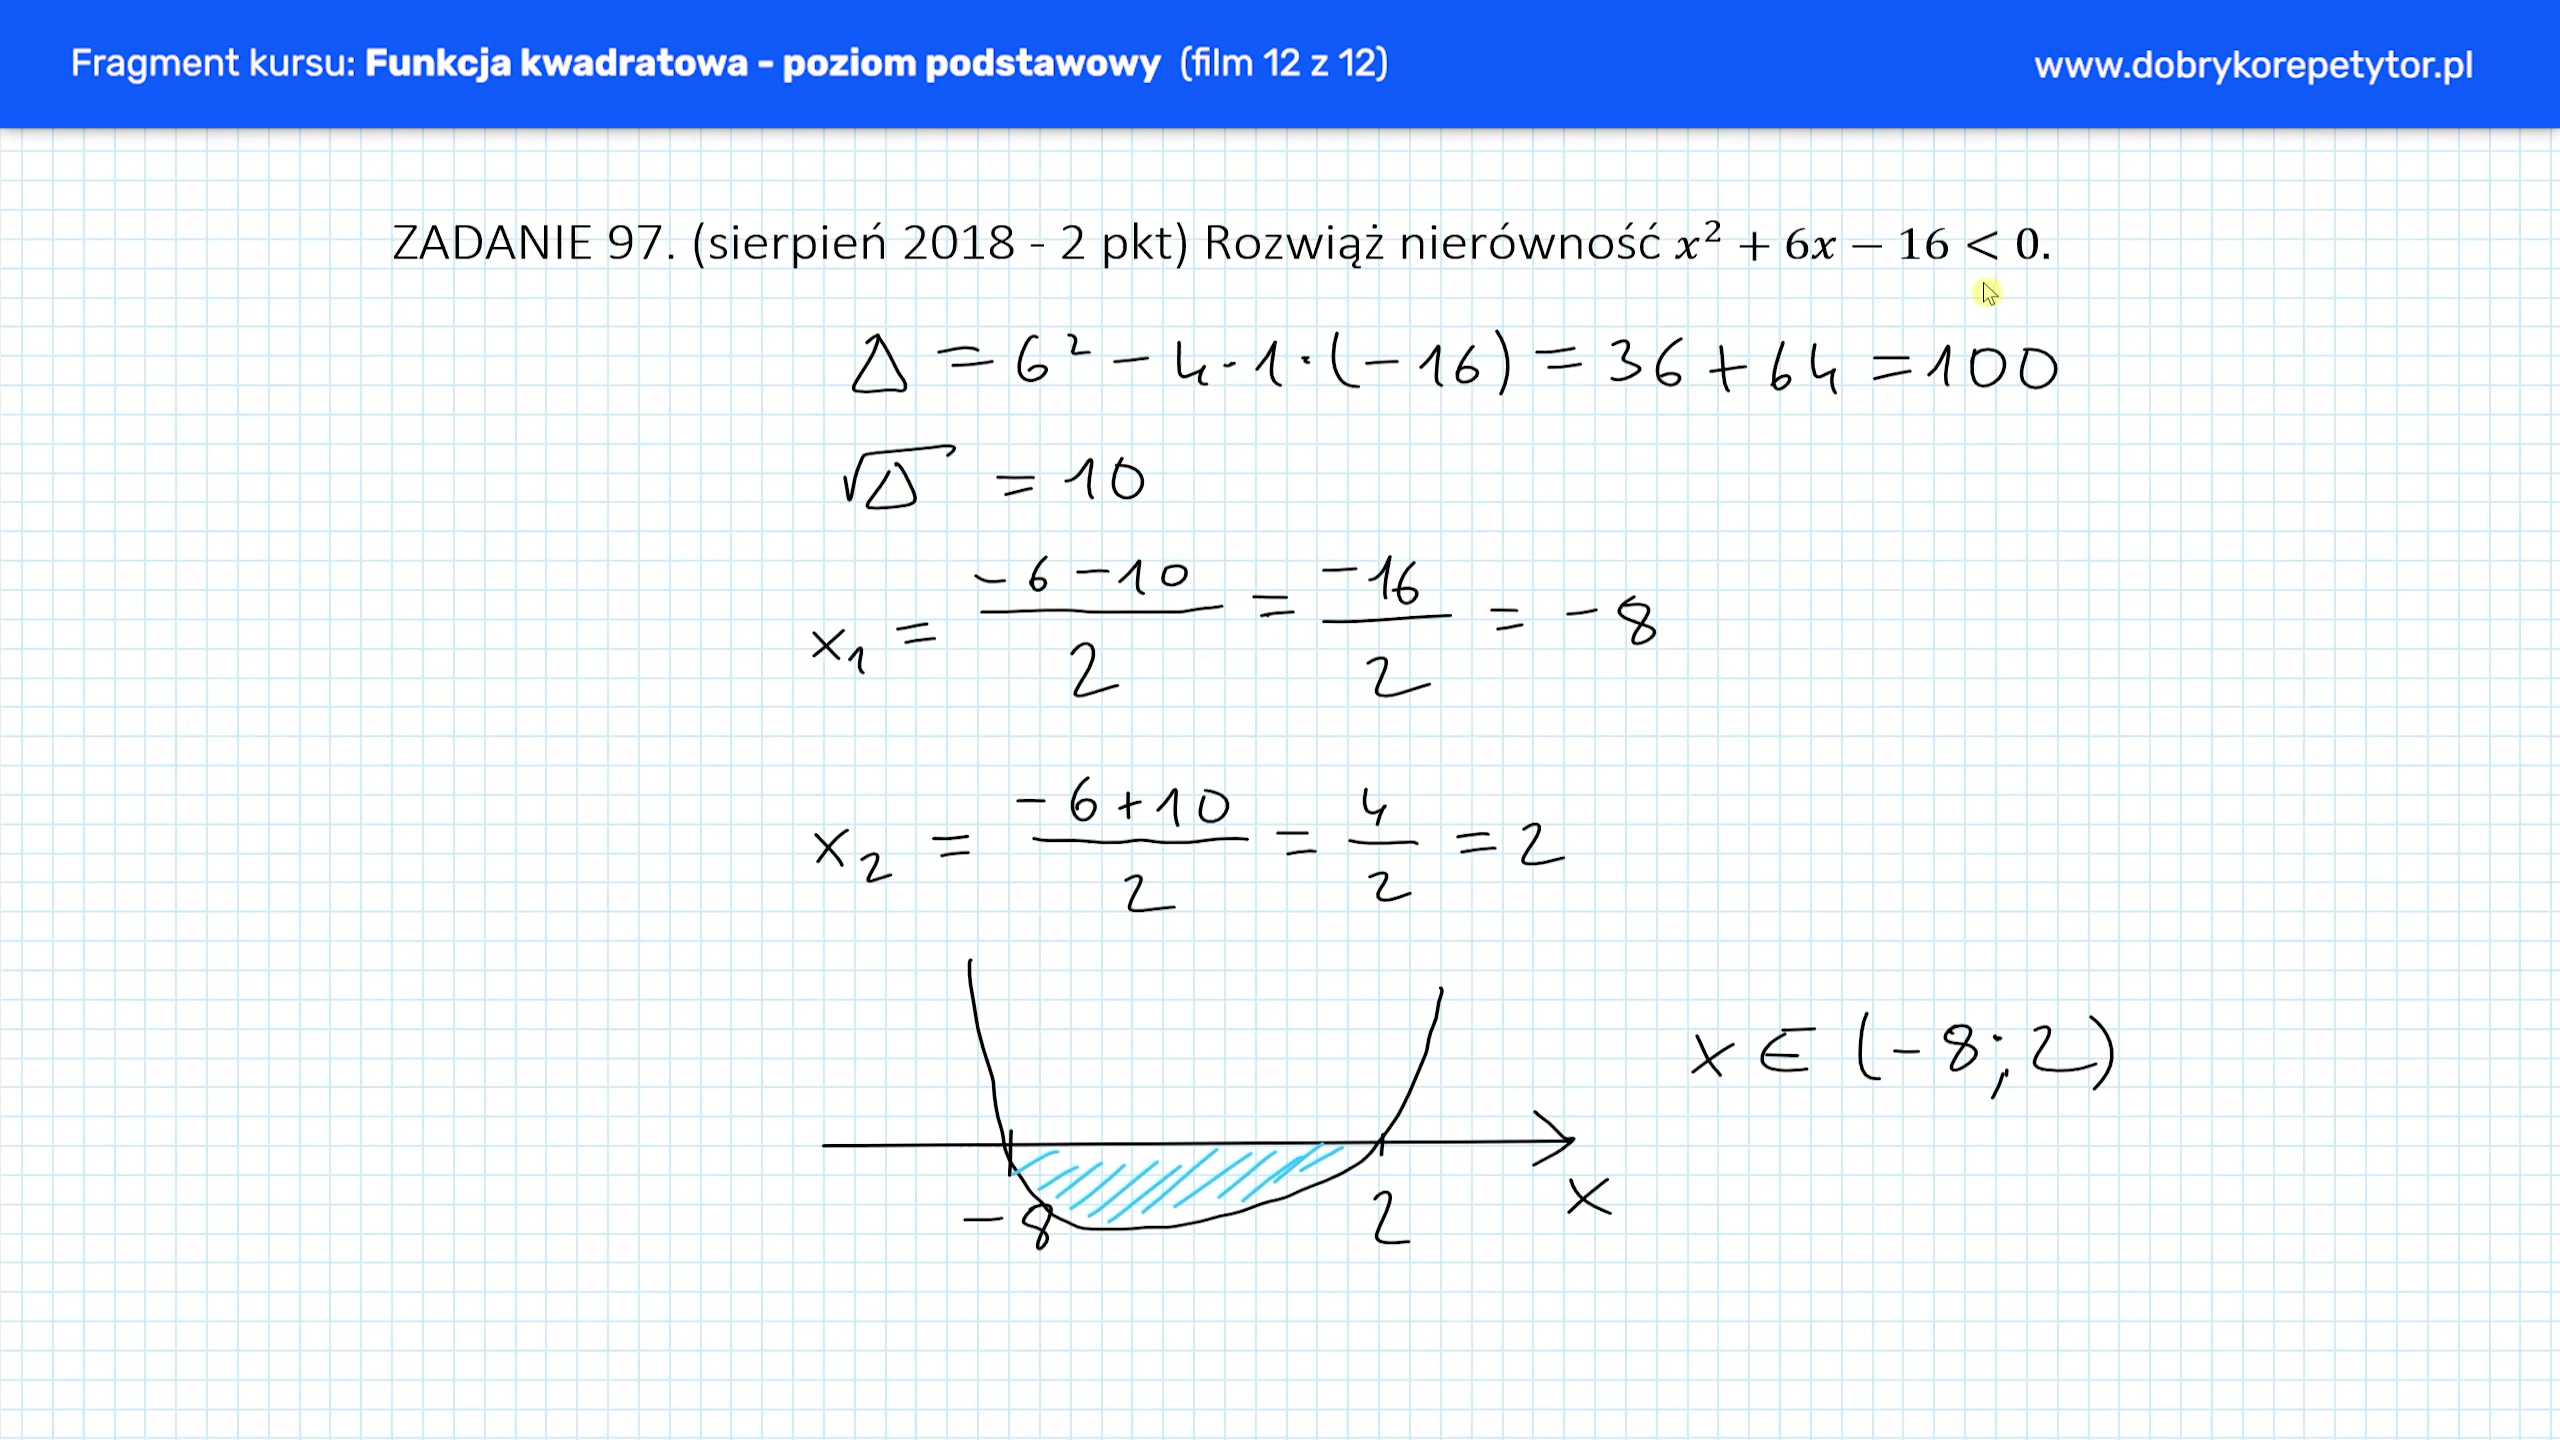 Fragment kursu: Funkcja kwadratowa - poziom podstawowy (film 12 z 12)
www.dobrykorepetytor.pl
ZADANIE 97. (sierpień 2018 - 2 pkt) Rozwiąż nierówność x² + 6x − 16 < 0.
Δ = 6² − 4·1·(−16) = 36 + 64 = 100
√Δ = 10
x₁ = (−6−10)/2 = −16/2 = −8
x₂ = (−6+10)/2 = 4/2 = 2
x ∈ (−8; 2)
−8 2 x